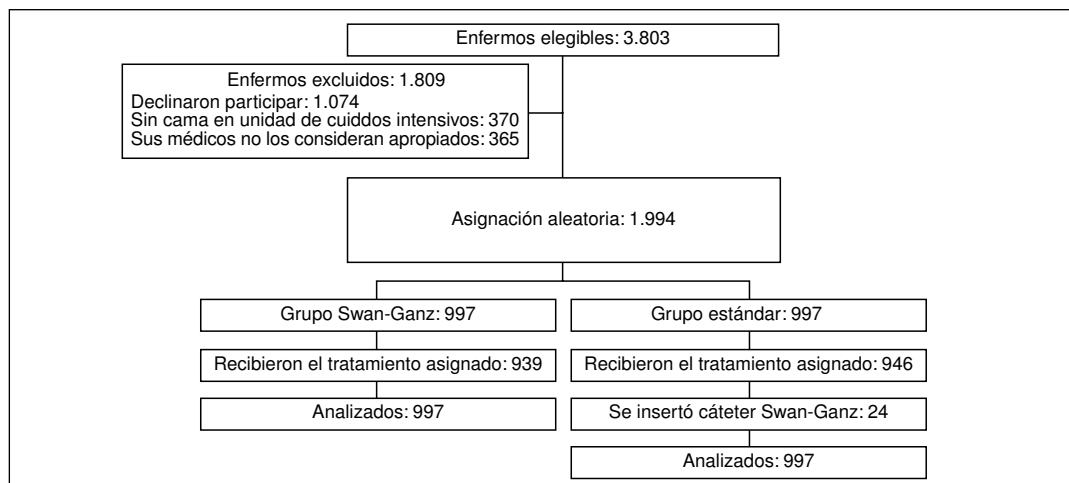 Enfermos elegibles: 3.803
Enfermos excluidos: 1.809
Declinaron participar: 1.074
Sin cama en unidad de cuiddos intensivos: 370
Sus médicos no los consideran apropiados: 365
Asignación aleatoria: 1.994
Grupo Swan-Ganz: 997
Grupo estándar: 997
Recibieron el tratamiento asignado: 939
Recibieron el tratamiento asignado: 946
Analizados: 997
Se insertó cáteter Swan-Ganz: 24
Analizados: 997